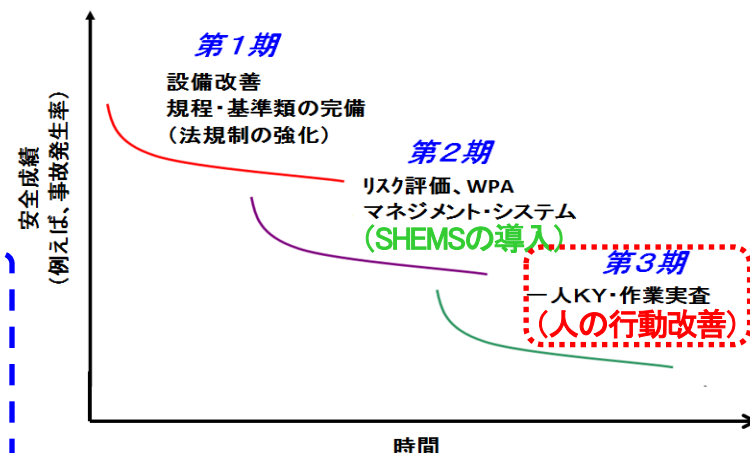 安全成績
(例えば、事故発生率)
第1期
設備改善
規程・基準類の完備
(法規制の強化)
第2期
リスク評価、WPA
マネジメント・システム
(SHEMSの導入)
第3期
一人KY・作業実査
(人の行動改善)
時間